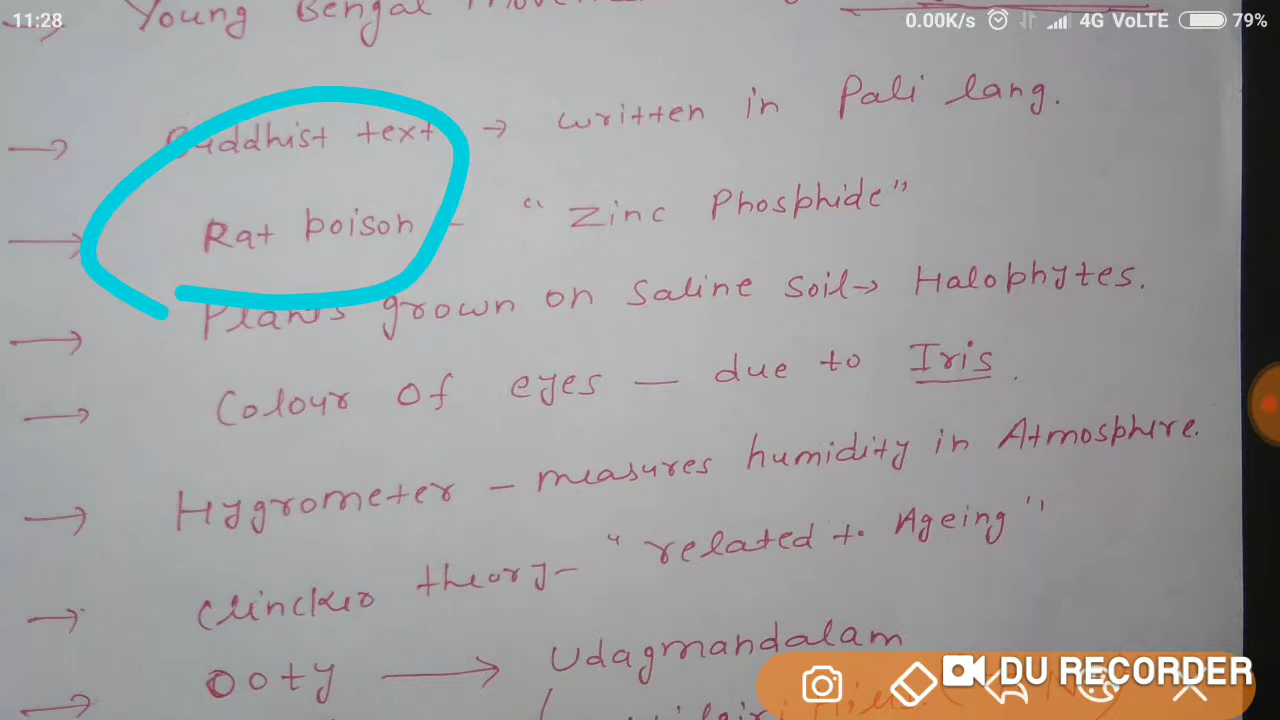 11:28 0.00K/s 4G VoLTE 79%
→ Young Bengal
→ Buddhist text → written in Pali lang.
→ Rat poison - "Zinc Phosphide"
→ Plants grown on saline soil → Halophytes.
→ Colour of eyes — due to Iris.
→ Hygrometer - measures humidity in Atmosphire.
→ Clincker theory - "related to Ageing"
→ Ooty → Udagmandalam
DU RECORDER